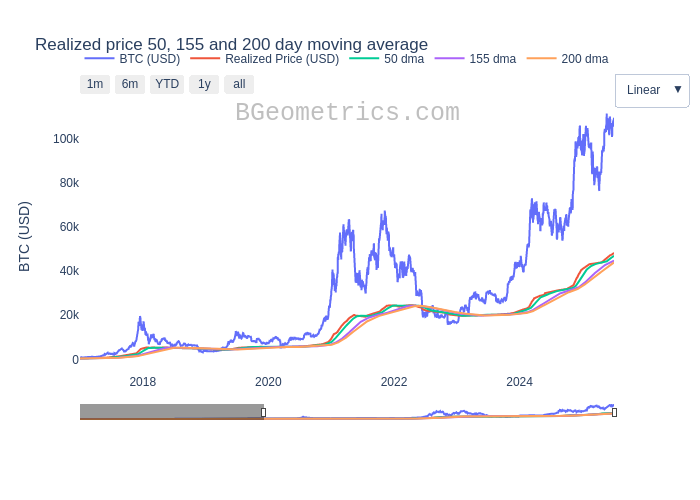 Realized price 50, 155 and 200 day moving average
BTC (USD) Realized Price (USD) 50 dma 155 dma 200 dma
1m 6m YTD 1y all
Linear ▼
BGeometrics.com
100k
80k
60k
40k
20k
0
BTC (USD)
2018 2020 2022 2024